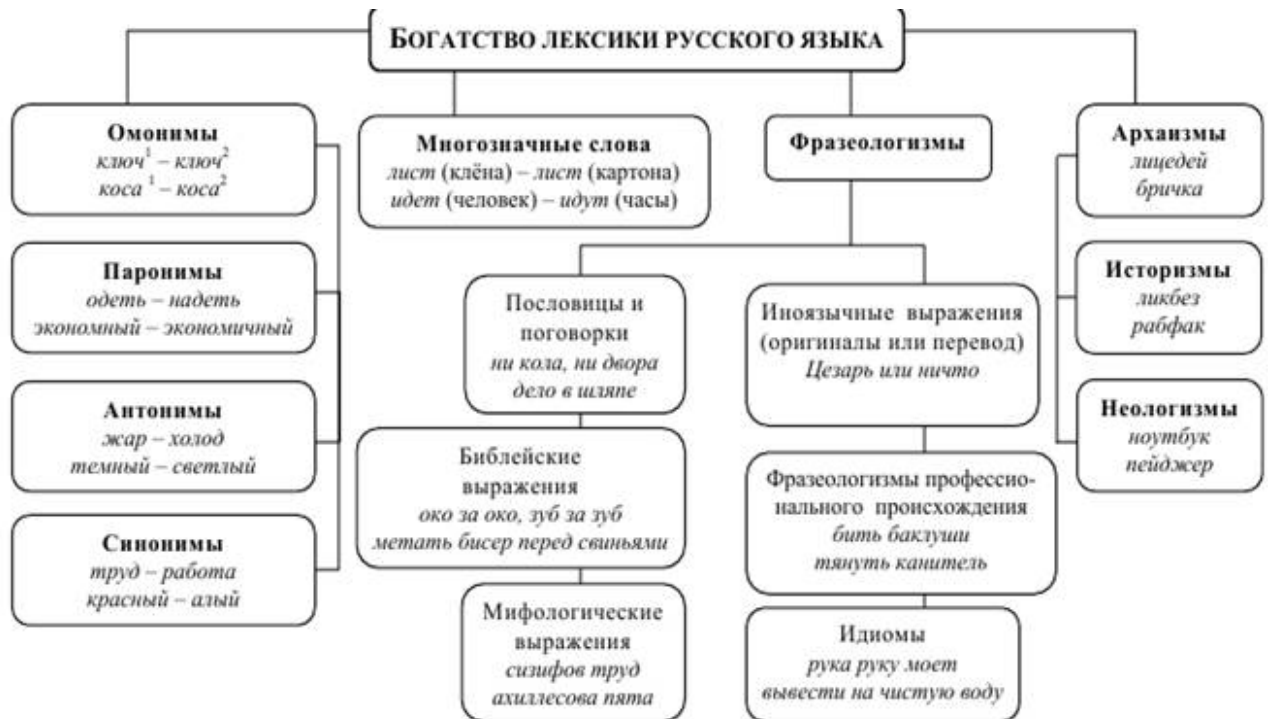 БОГАТСТВО ЛЕКСИКИ РУССКОГО ЯЗЫКА
Омонимы
ключ¹ – ключ²
коса ¹ – коса²
Паронимы
одеть – надеть
экономный – экономичный
Антонимы
жар – холод
темный – светлый
Синонимы
труд – работа
красный – алый
Многозначные слова
лист (клёна) – лист (картона)
идет (человек) – идут (часы)
Фразеологизмы
Пословицы и
поговорки
ни кола, ни двора
дело в шляпе
Библейские
выражения
око за око, зуб за зуб
метать бисер перед свиньями
Мифологические
выражения
сизифов труд
ахиллесова пята
Иноязычные выражения
(оригиналы или перевод)
Цезарь или ничто
Фразеологизмы профессио-
нального происхождения
бить баклуши
тянуть канитель
Идиомы
рука руку моет
вывести на чистую воду
Архаизмы
лицедей
бричка
Историзмы
ликбез
рабфак
Неологизмы
ноутбук
пейджер